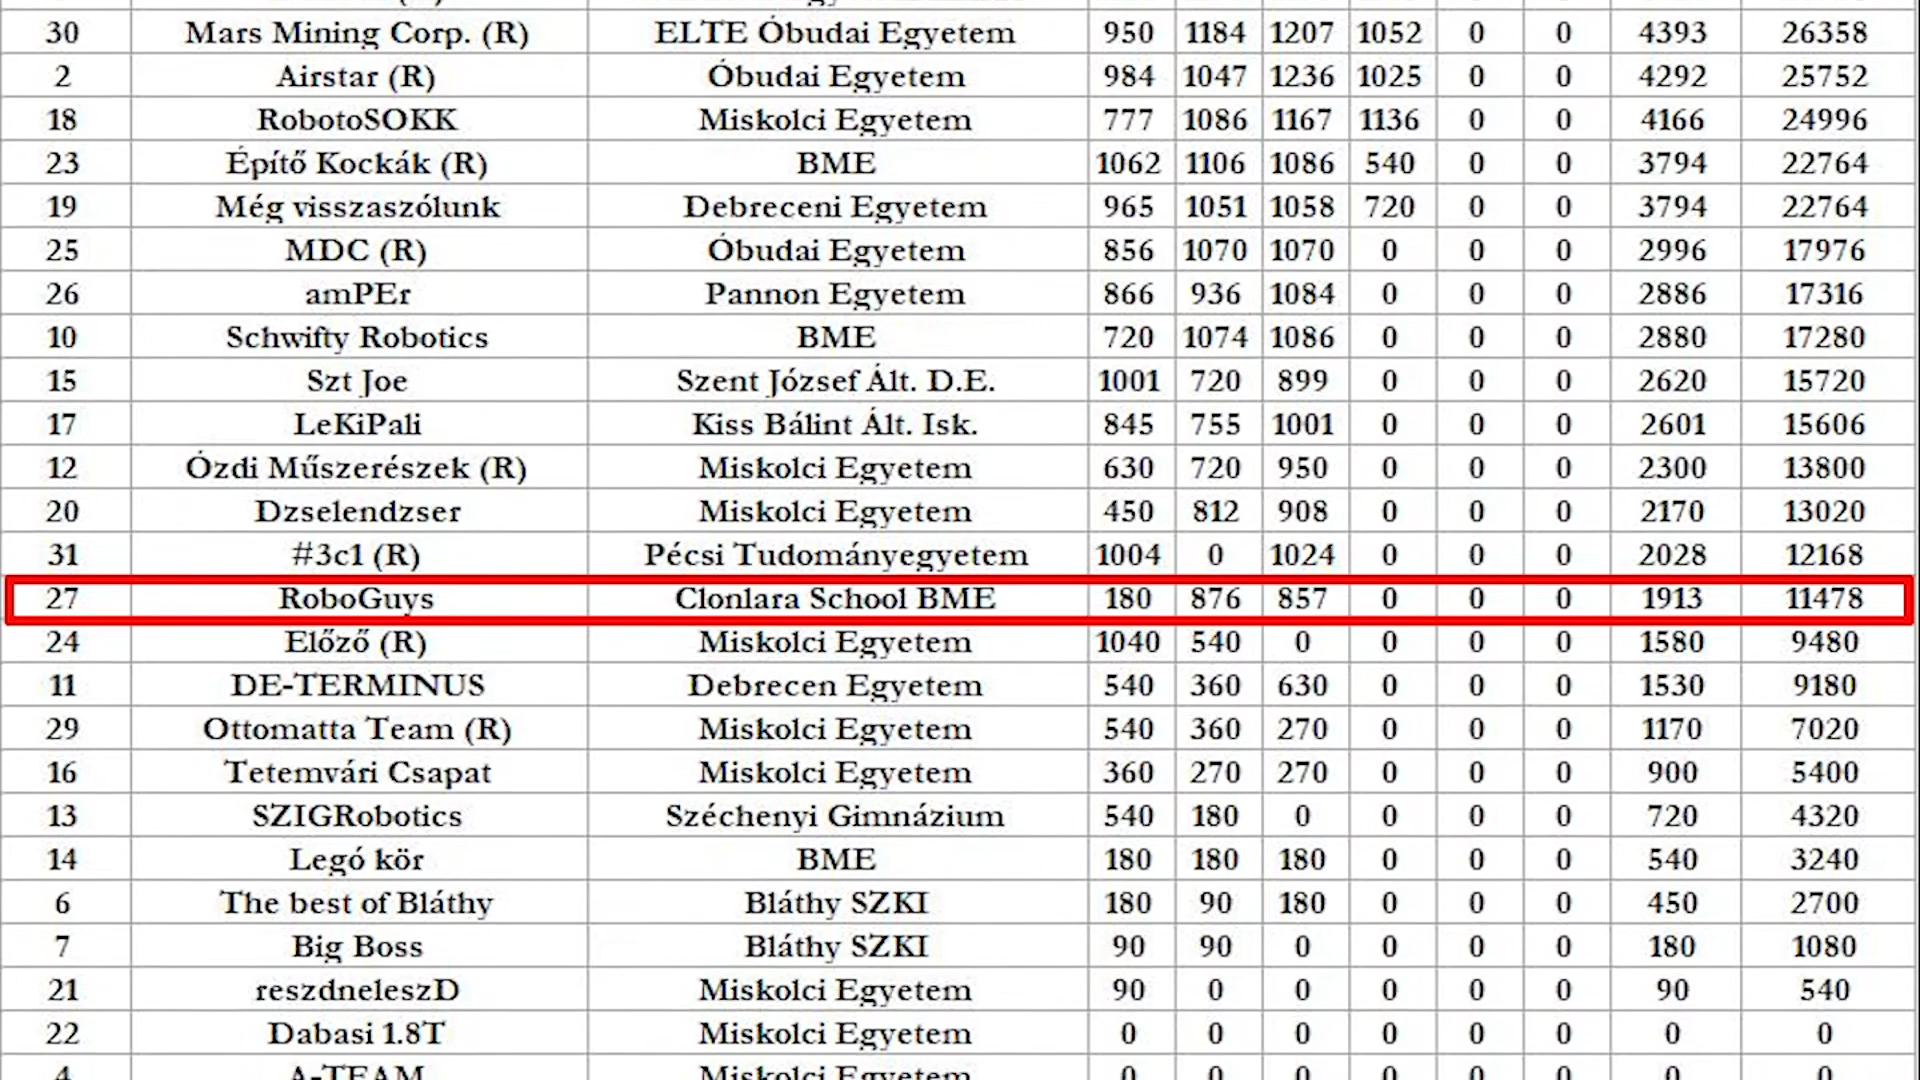 30 Mars Mining Corp. (R) ELTE Óbudai Egyetem 950 1184 1207 1052 0 0 4393 26358
2 Airstar (R) Óbudai Egyetem 984 1047 1236 1025 0 0 4292 25752
18 RobotoSOKK Miskolci Egyetem 777 1086 1167 1136 0 0 4166 24996
23 Építő Kockák (R) BME 1062 1106 1086 540 0 0 3794 22764
19 Még visszaszólunk Debreceni Egyetem 965 1051 1058 720 0 0 3794 22764
25 MDC (R) Óbudai Egyetem 856 1070 1070 0 0 0 2996 17976
26 amPEr Pannon Egyetem 866 936 1084 0 0 0 2886 17316
10 Schwifty Robotics BME 720 1074 1086 0 0 0 2880 17280
15 Szt Joe Szent József Ált. D.E. 1001 720 899 0 0 0 2620 15720
17 LeKiPali Kiss Bálint Ált. Isk. 845 755 1001 0 0 0 2601 15606
12 Ózdi Műszerészek (R) Miskolci Egyetem 630 720 950 0 0 0 2300 13800
20 Dzselendzser Miskolci Egyetem 450 812 908 0 0 0 2170 13020
31 #3c1 (R) Pécsi Tudományegyetem 1004 0 1024 0 0 0 2028 12168
27 RoboGuys Clonlara School BME 180 876 857 0 0 0 1913 11478
24 Előző (R) Miskolci Egyetem 1040 540 0 0 0 0 1580 9480
11 DE-TERMINUS Debrecen Egyetem 540 360 630 0 0 0 1530 9180
29 Ottomatta Team (R) Miskolci Egyetem 540 360 270 0 0 0 1170 7020
16 Tetemvári Csapat Miskolci Egyetem 360 270 270 0 0 0 900 5400
13 SZIGRobotics Széchenyi Gimnázium 540 180 0 0 0 0 720 4320
14 Legó kör BME 180 180 180 0 0 0 540 3240
6 The best of Bláthy Bláthy SZKI 180 90 180 0 0 0 450 2700
7 Big Boss Bláthy SZKI 90 90 0 0 0 0 180 1080
21 reszdneleszD Miskolci Egyetem 90 0 0 0 0 0 90 540
22 Dabasi 1.8T Miskolci Egyetem 0 0 0 0 0 0 0 0
4 A-TEAM Miskolci Egyetem 0 0 0 0 0 0 0 0